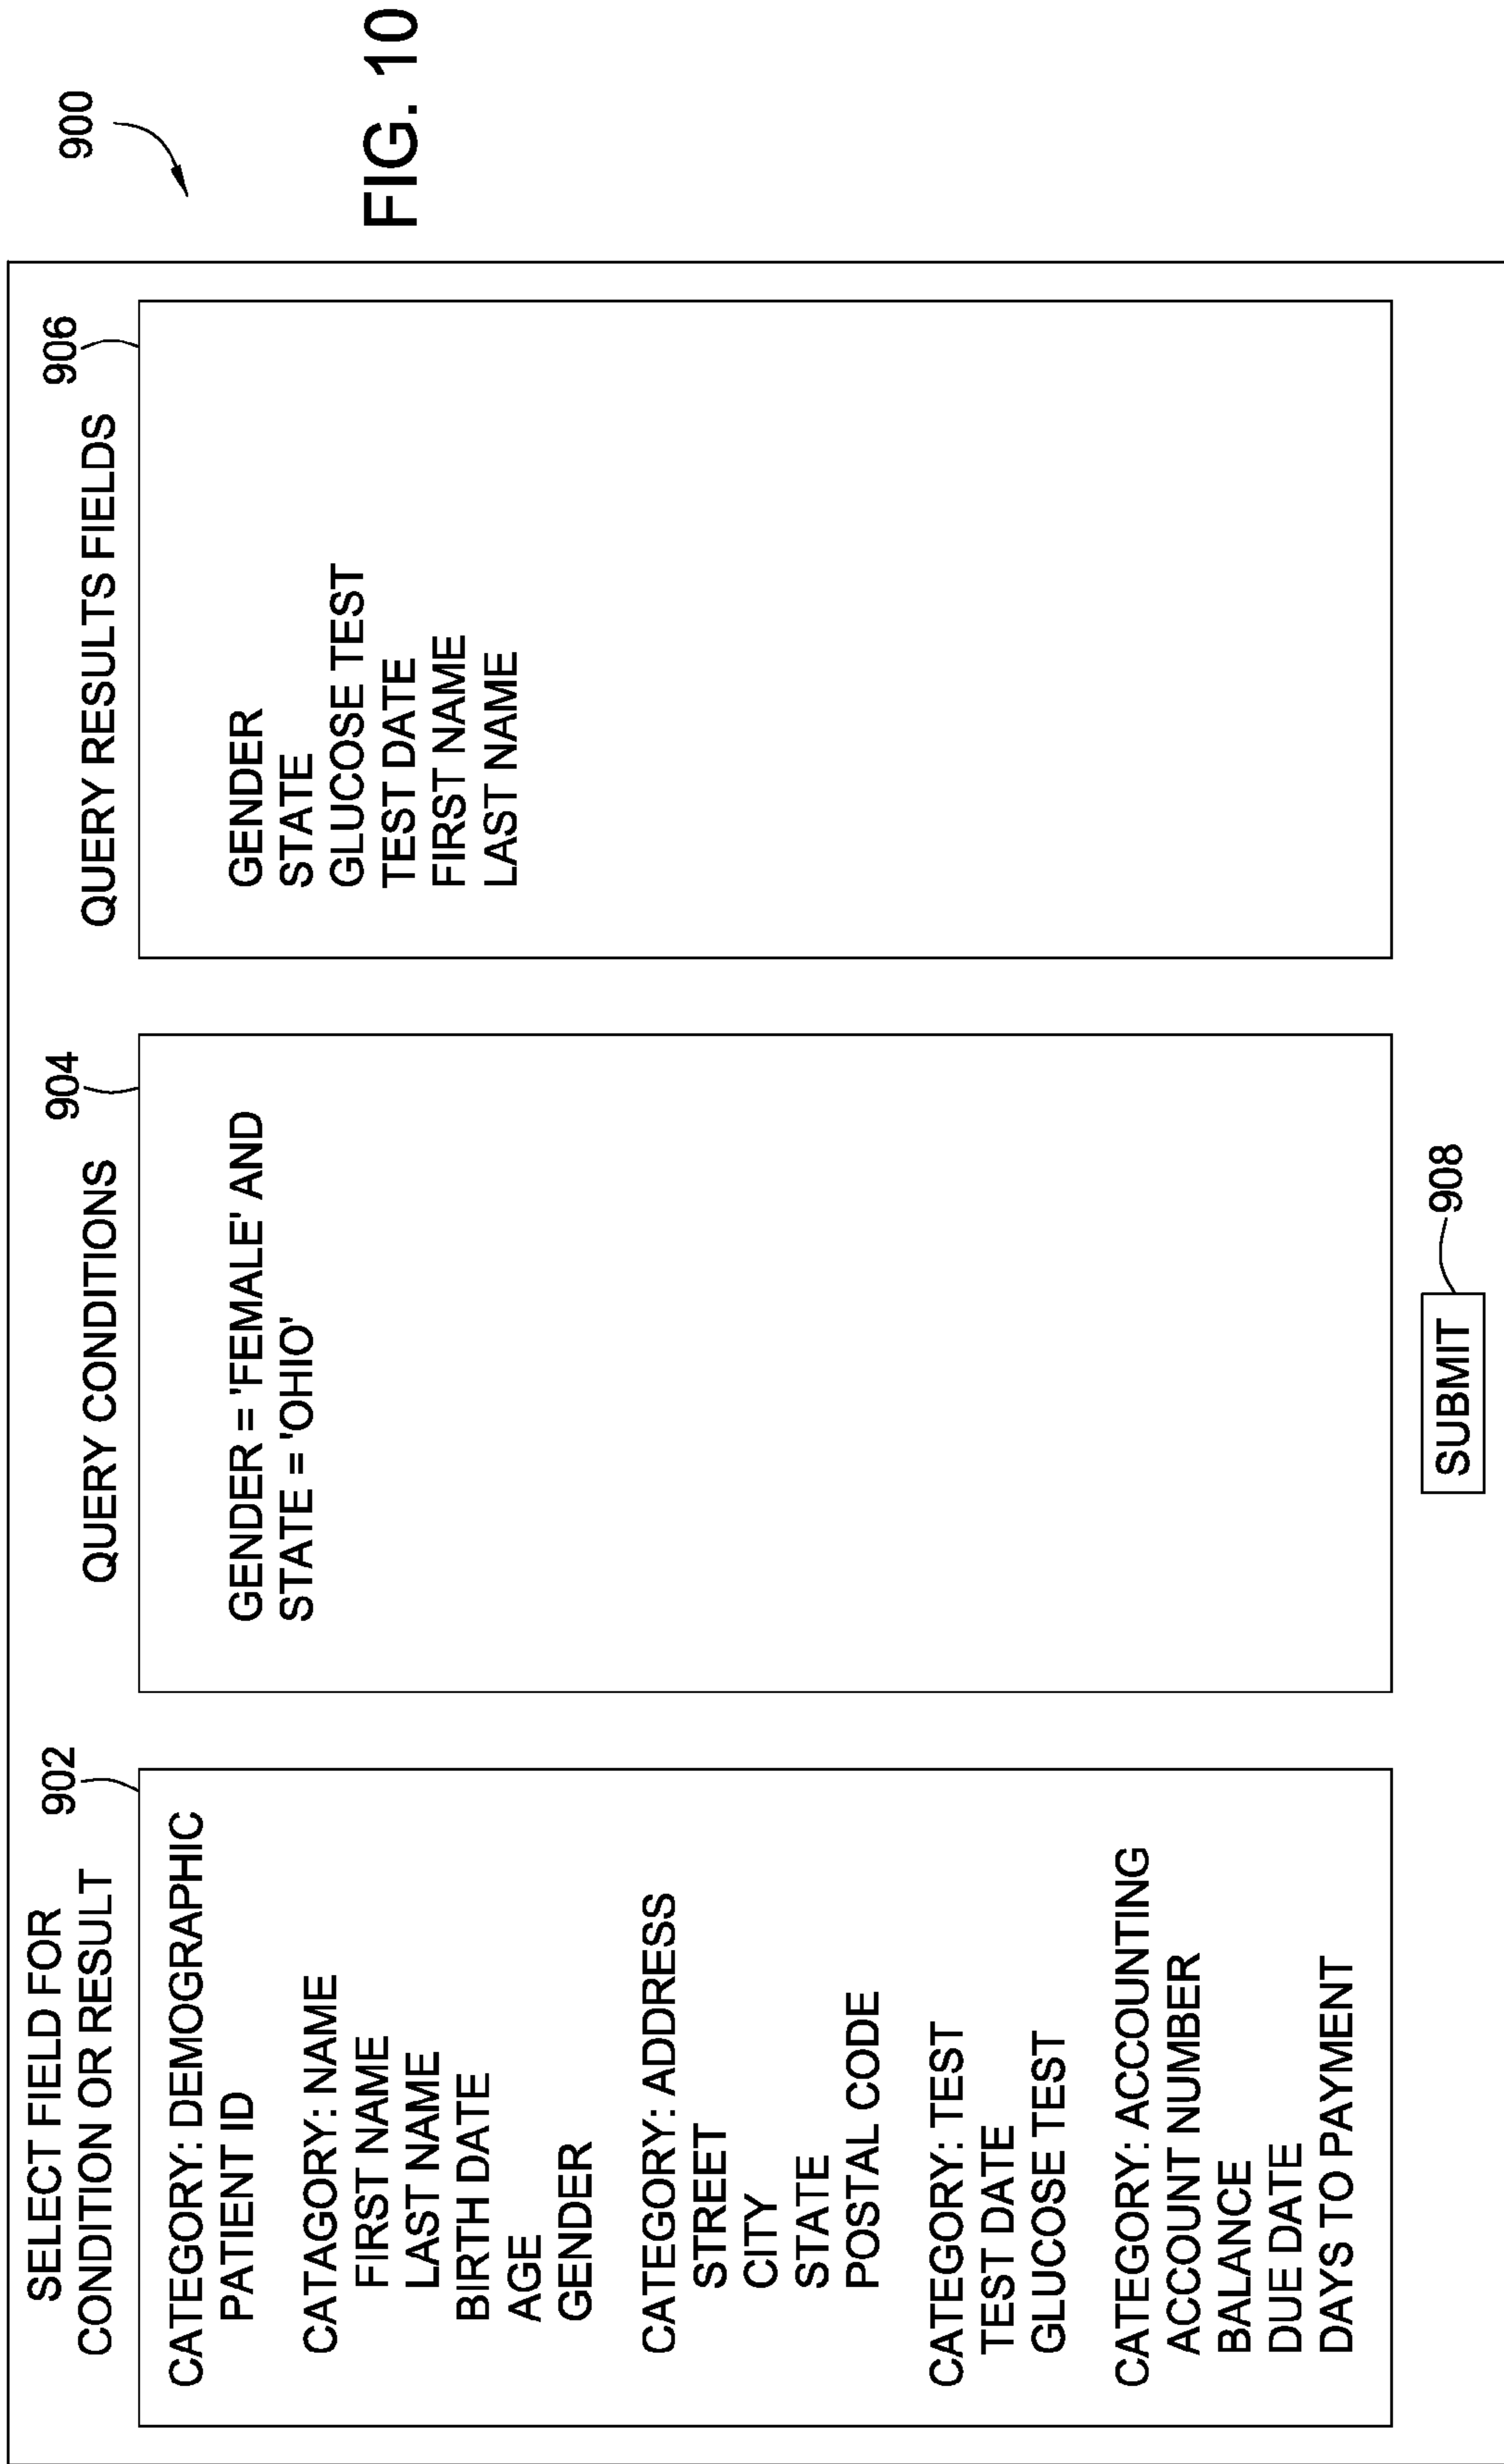 SELECT FIELD FOR
CONDITION OR RESULT
902
CATEGORY: DEMOGRAPHIC
PATIENT ID
CATAGORY: NAME
FIRST NAME
LAST NAME
BIRTH DATE
AGE
GENDER
CATEGORY: ADDRESS
STREET
CITY
STATE
POSTAL CODE
CATEGORY: TEST
TEST DATE
GLUCOSE TEST
CATEGORY: ACCOUNTING
ACCOUNT NUMBER
BALANCE
DUE DATE
DAYS TO PAYMENT
QUERY CONDITIONS
904
GENDER = 'FEMALE' AND
STATE = 'OHIO'
SUBMIT
908
QUERY RESULTS FIELDS
906
GENDER
STATE
GLUCOSE TEST
TEST DATE
FIRST NAME
LAST NAME
900
FIG. 10